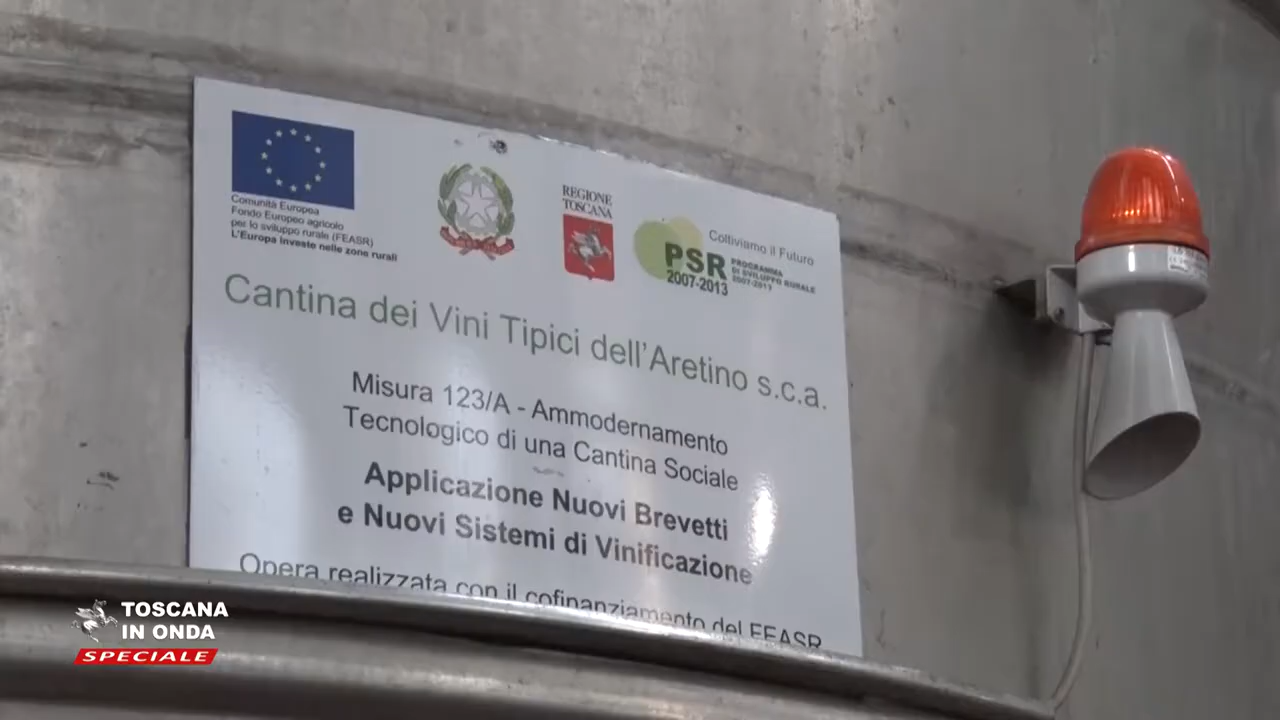 Comunità Europea
Fondo Europeo agricolo
per lo sviluppo rurale (FEASR)
L'Europa investe nelle zone rurali
REGIONE
TOSCANA
Coltiviamo il Futuro
PSR
2007-2013
PROGRAMMA
DI SVILUPPO RURALE
2007-2013
Cantina dei Vini Tipici dell'Aretino s.c.a.
Misura 123/A - Ammodernamento
Tecnologico di una Cantina Sociale
Applicazione Nuovi Brevetti
e Nuovi Sistemi di Vinificazione
Opera realizzata con il cofinanziamento del FEASR
TOSCANA
IN ONDA
SPECIALE